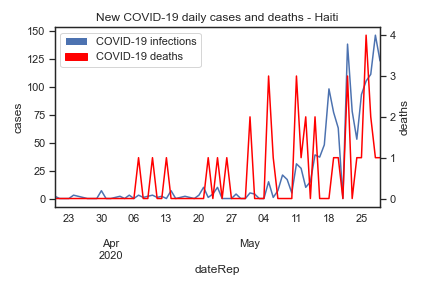 New COVID-19 daily cases and deaths - Haiti
COVID-19 infections
COVID-19 deaths
150
125
100
75
50
25
0
cases
4
3
2
1
0
deaths
23 30 06 13 20 27 04 11 18 25
Apr May
2020
dateRep